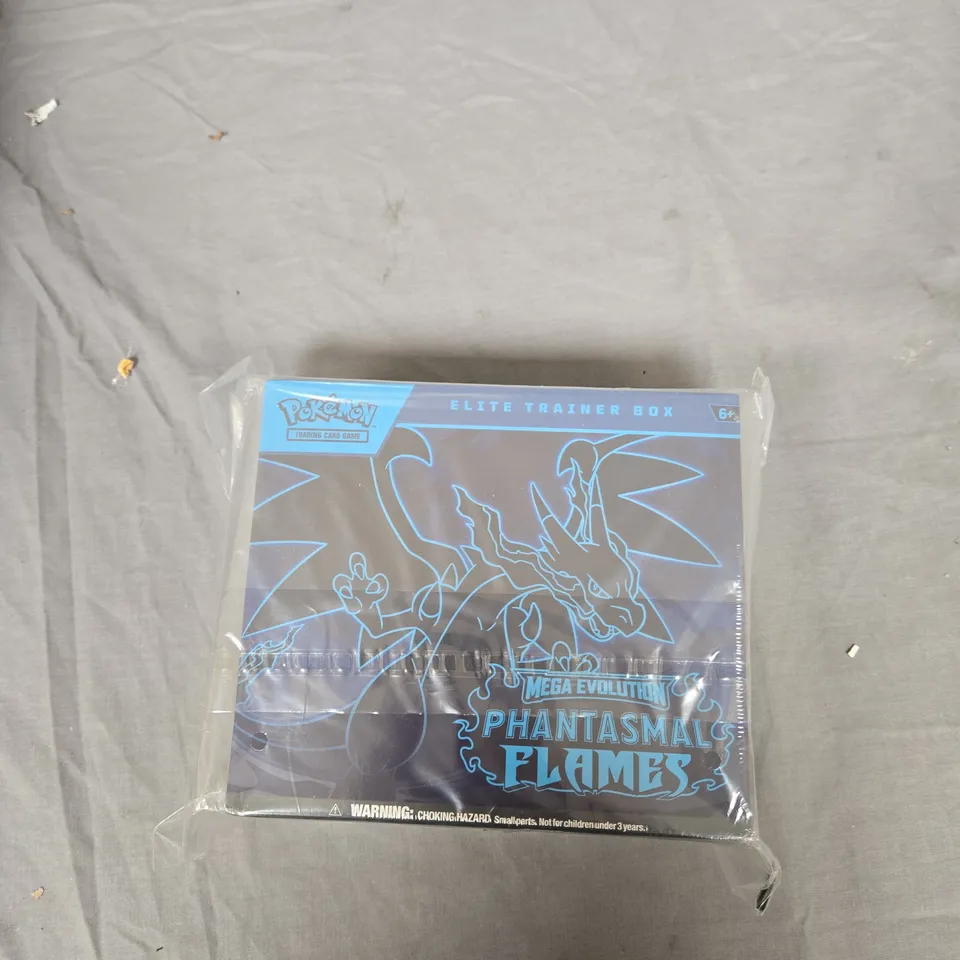 POKéMON
TRADING CARD GAME
ELITE TRAINER BOX
6+
MEGA EVOLUTION
PHANTASMAL
FLAMES
⚠ WARNING: CHOKING HAZARD Small parts. Not for children under 3 years.